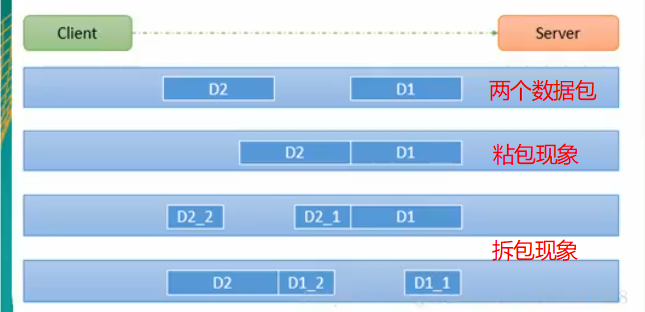 Client
Server
D2
D1
两个数据包
D2
D1
粘包现象
D2_2
D2_1
D1
拆包现象
D2
D1_2
D1_1